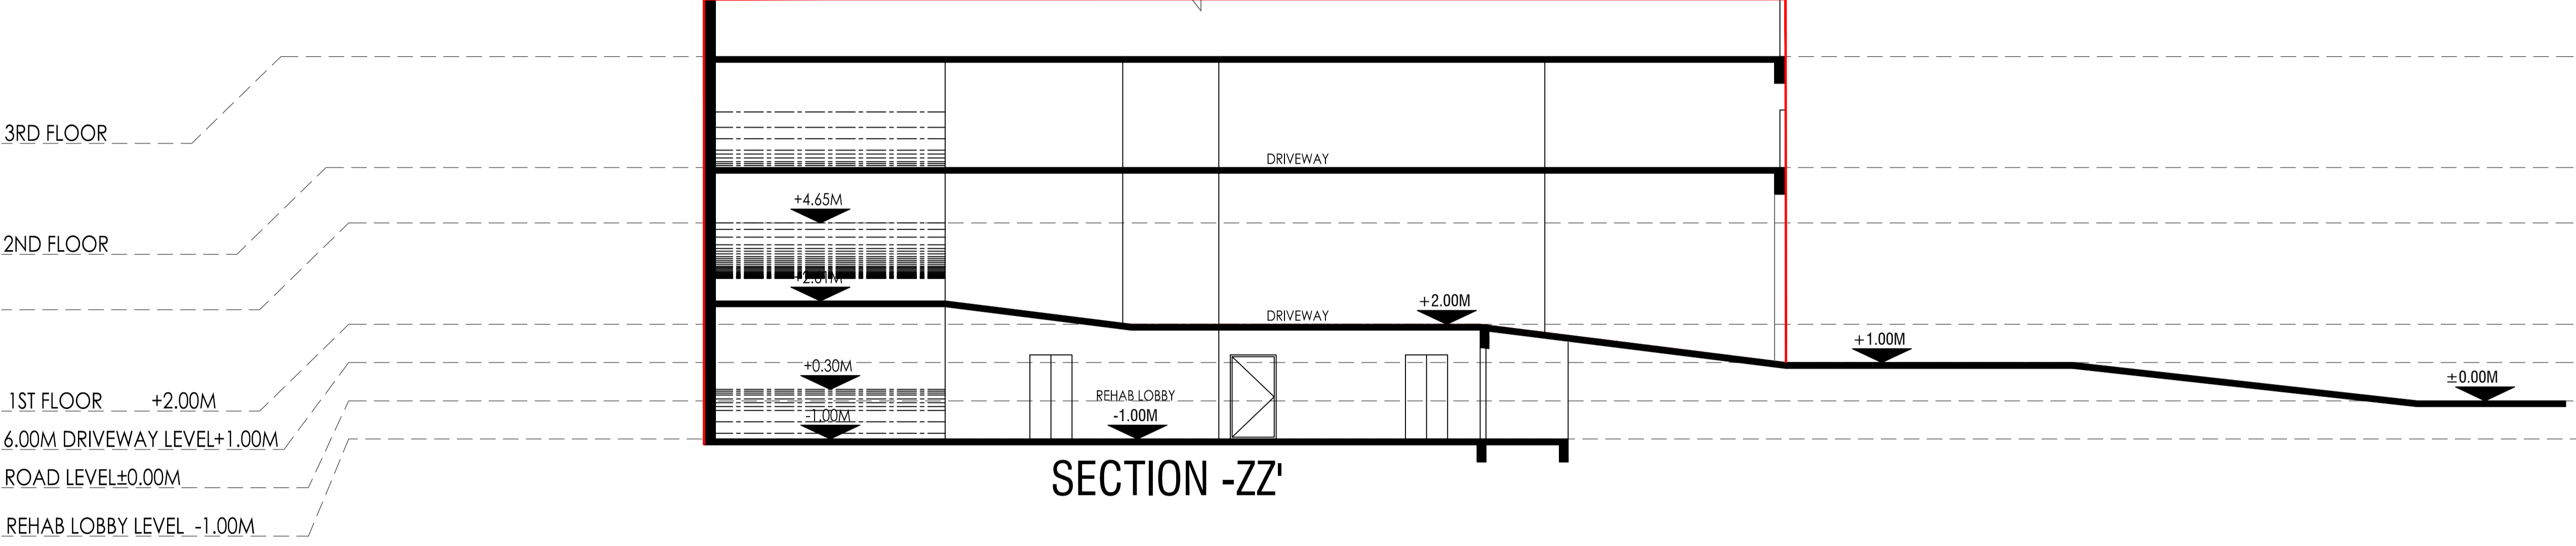 3RD FLOOR
DRIVEWAY
+4.65M
2ND FLOOR
+2.61M
+2.00M
DRIVEWAY
+1.00M
+0.30M
±0.00M
REHAB LOBBY
1ST FLOOR +2.00M
-1.00M
-1.00M
6.00M DRIVEWAY LEVEL+1.00M
ROAD LEVEL±0.00M
SECTION -ZZ'
REHAB LOBBY LEVEL -1.00M